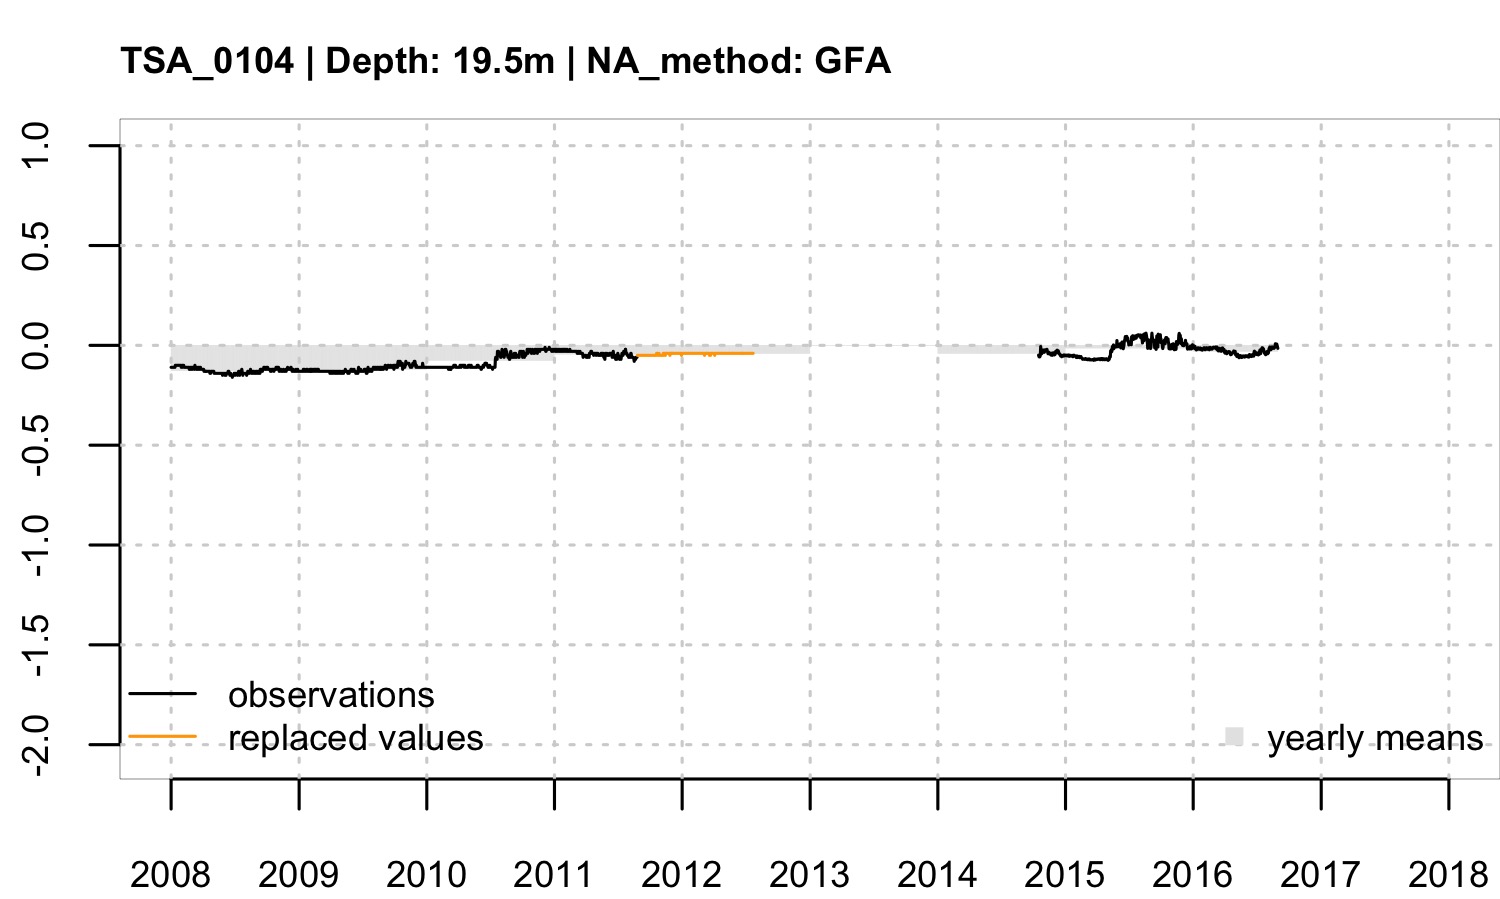 TSA_0104 | Depth: 19.5m | NA_method: GFA
1.0
0.5
0.0
-0.5
-1.0
-1.5
-2.0
observations
replaced values
yearly means
2008 2009 2010 2011 2012 2013 2014 2015 2016 2017 2018